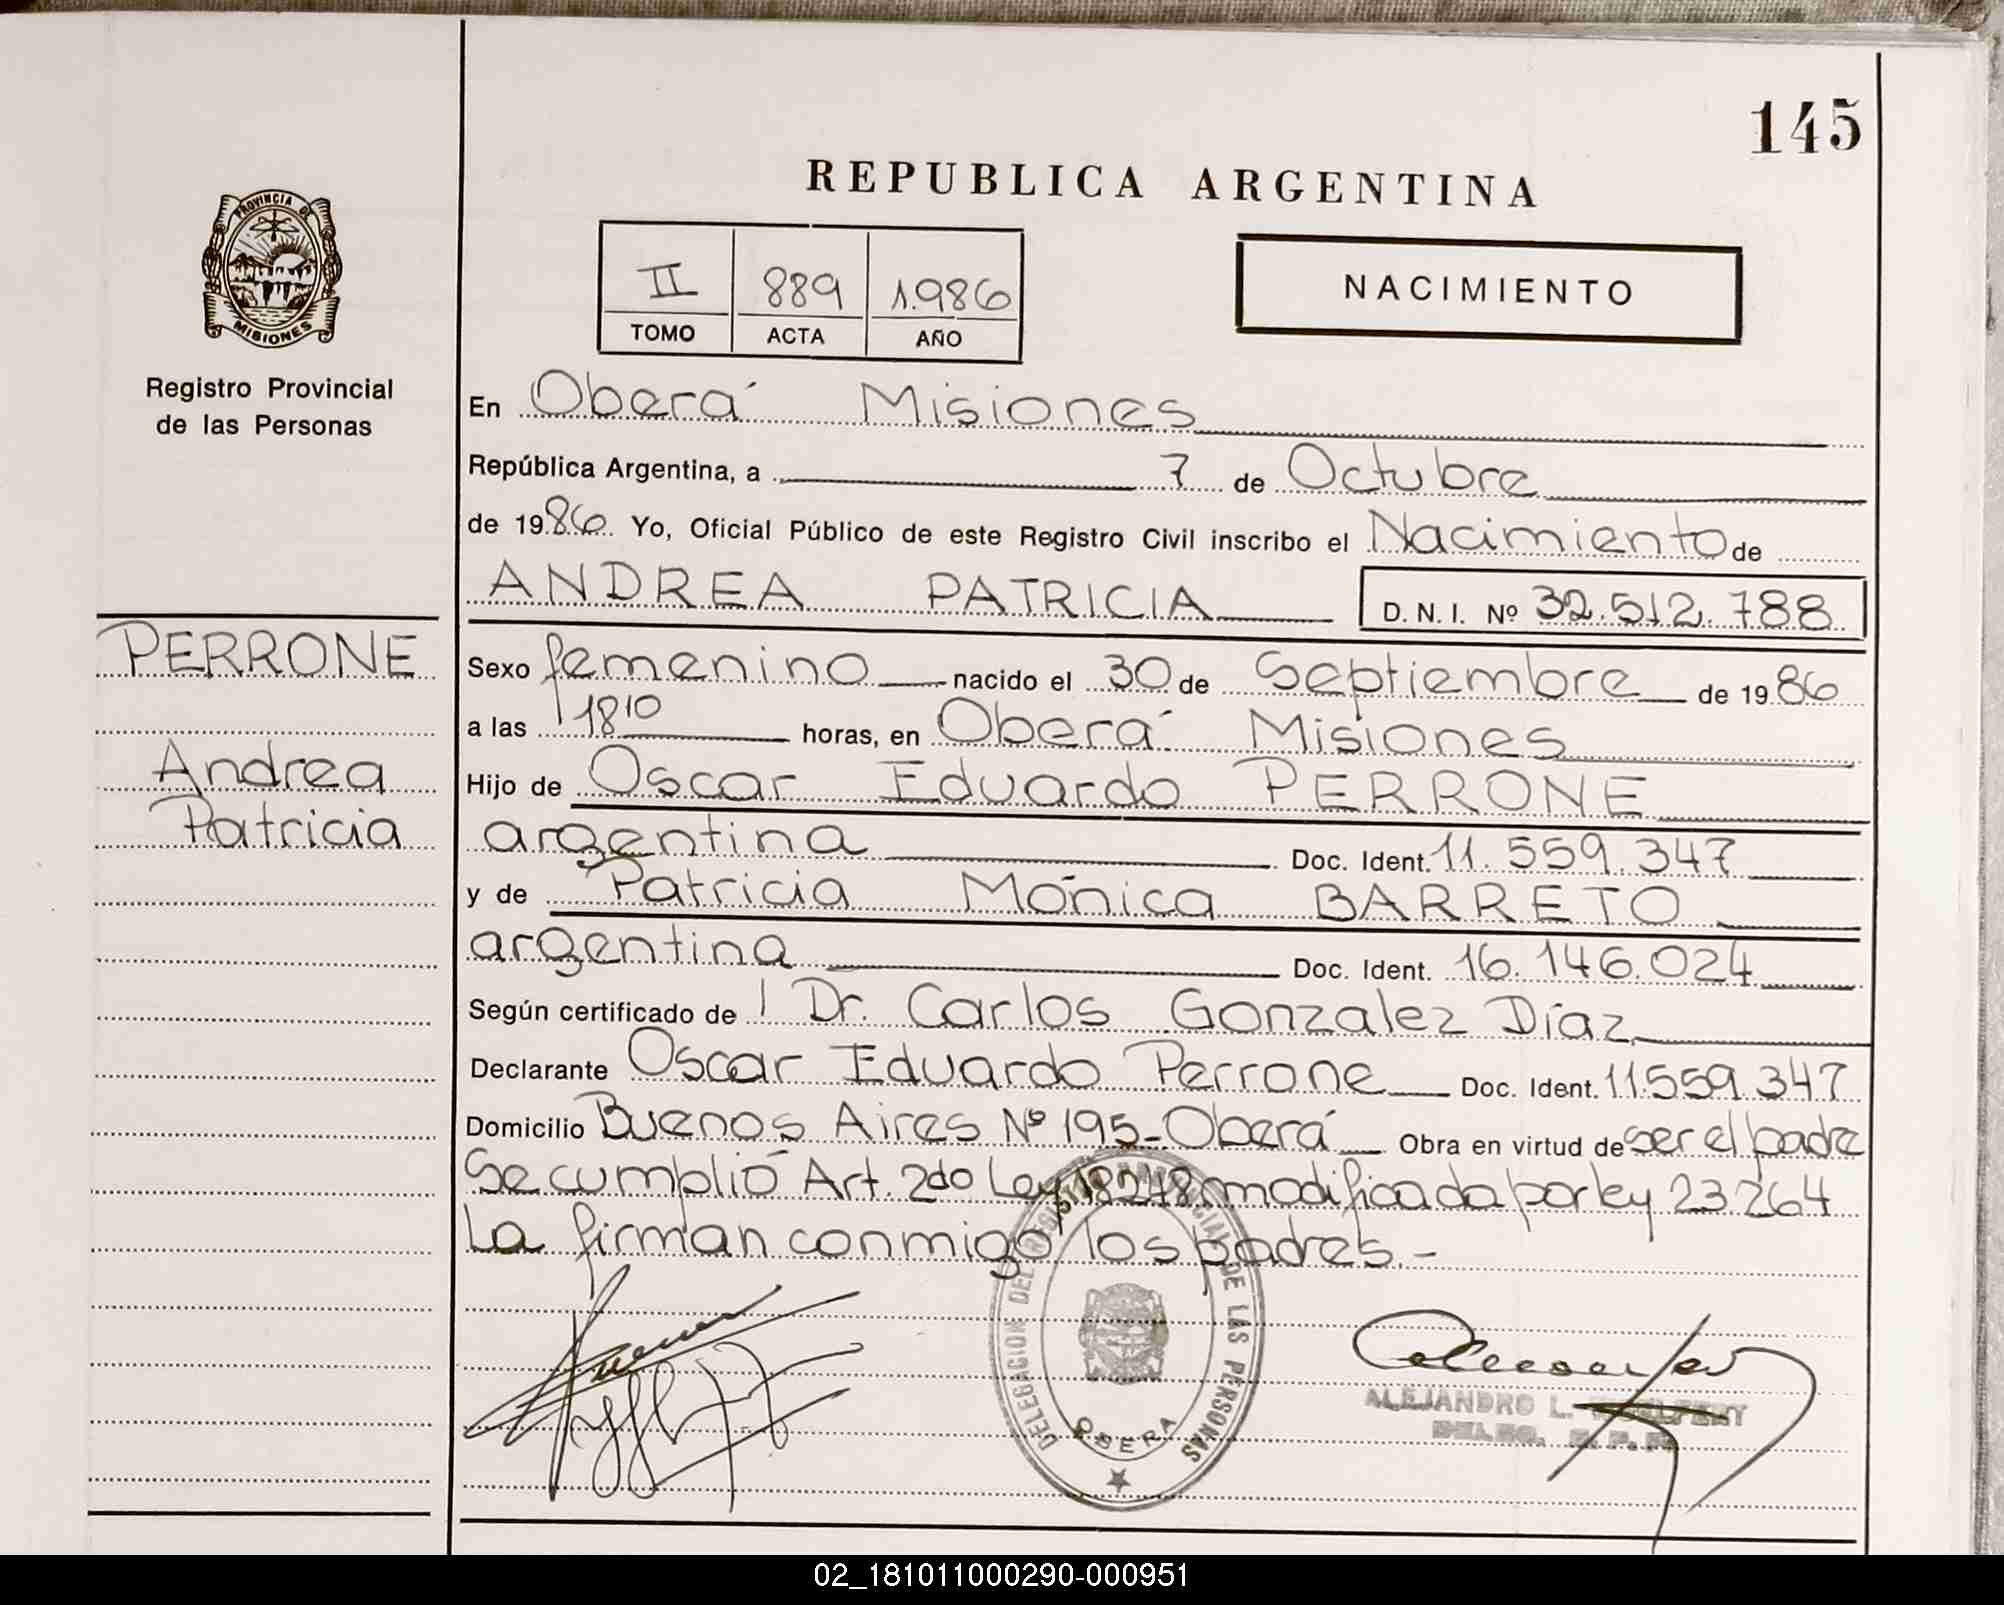 145
REPUBLICA ARGENTINA
PROVINCIA DE
MISIONES
Registro Provincial
de las Personas
II 889 1.986
TOMO ACTA AÑO
NACIMIENTO
En Oberá Misiones
República Argentina, a 7 de Octubre
de 1986 Yo, Oficial Público de este Registro Civil inscribo el Nacimiento de
ANDREA PATRICIA D. N. I. Nº 32.512.788
PERRONE
Andrea
Patricia
Sexo femenino nacido el 30 de Septiembre de 1986
a las 1810 horas, en Oberá Misiones
Hijo de Oscar Eduardo PERRONE
argentina Doc. Ident. 11.559.347
y de Patricia Mónica BARRETO
argentina Doc. Ident. 16.146.024
Según certificado de Dr. Carlos Gonzalez Díaz
Declarante Oscar Eduardo Perrone Doc. Ident. 11559.347
Domicilio Buenos Aires Nº 195-Oberá Obra en virtud de ser el padre
Se cumplió Art. 2do Ley 18248 modificada por ley 23264
La firman conmigo los padres.-
DELEGACION DEL REGISTRO PROVINCIAL DE LAS PERSONAS
OBERA
ALEJANDRO L.
02_181011000290-000951